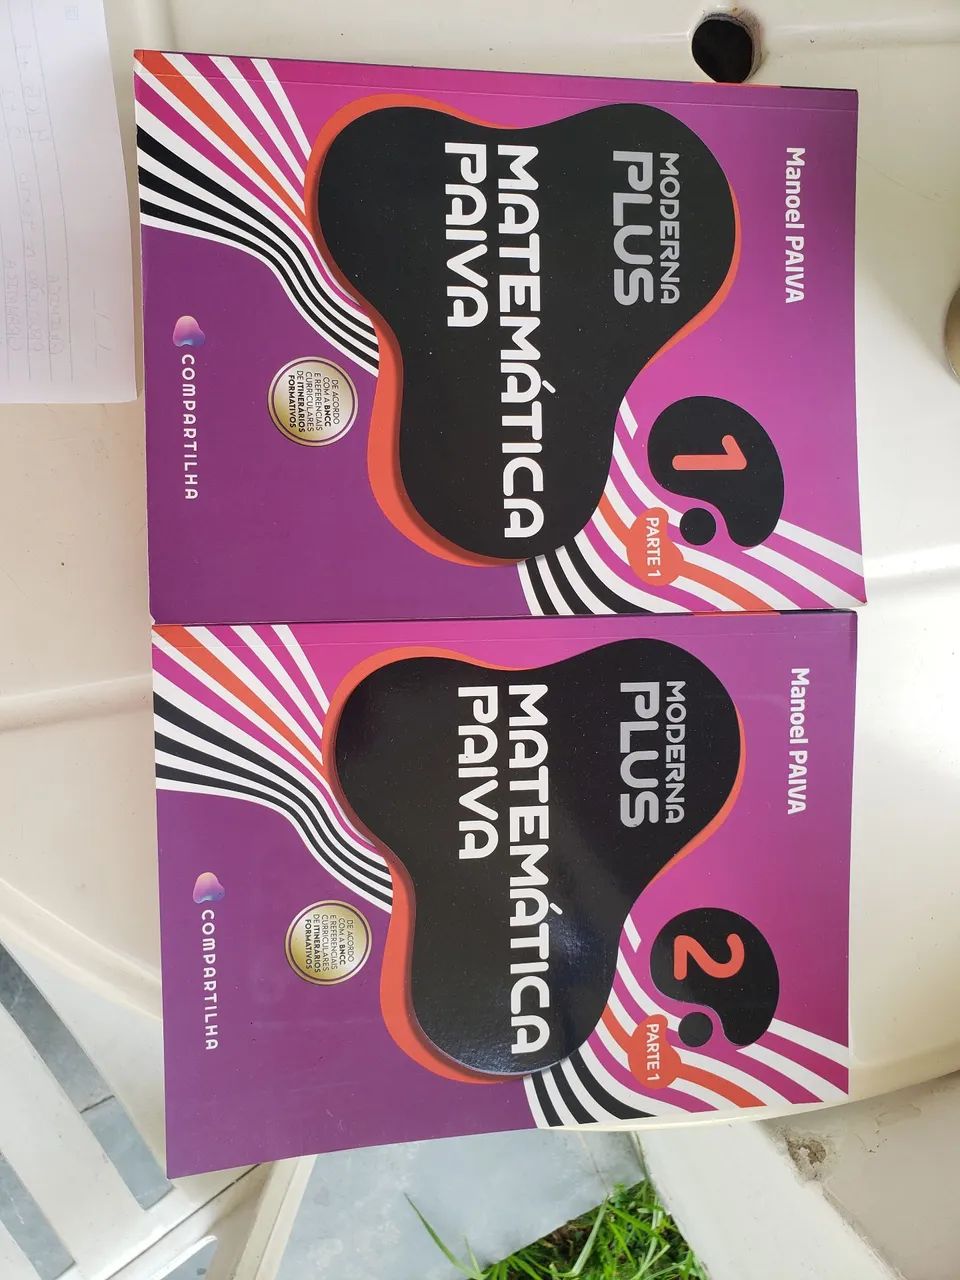 Manoel PAIVA
MODERNA
PLUS
MATEMÁTICA
PAIVA
1
PARTE 1
DE ACORDO
COM A BNCC
E REFERENCIAIS
CURRICULARES
DE ITINERÁRIOS
FORMATIVOS
COMPARTILHA
Manoel PAIVA
MODERNA
PLUS
MATEMÁTICA
PAIVA
2
PARTE 1
DE ACORDO
COM A BNCC
E REFERENCIAIS
CURRICULARES
DE ITINERÁRIOS
FORMATIVOS
COMPARTILHA